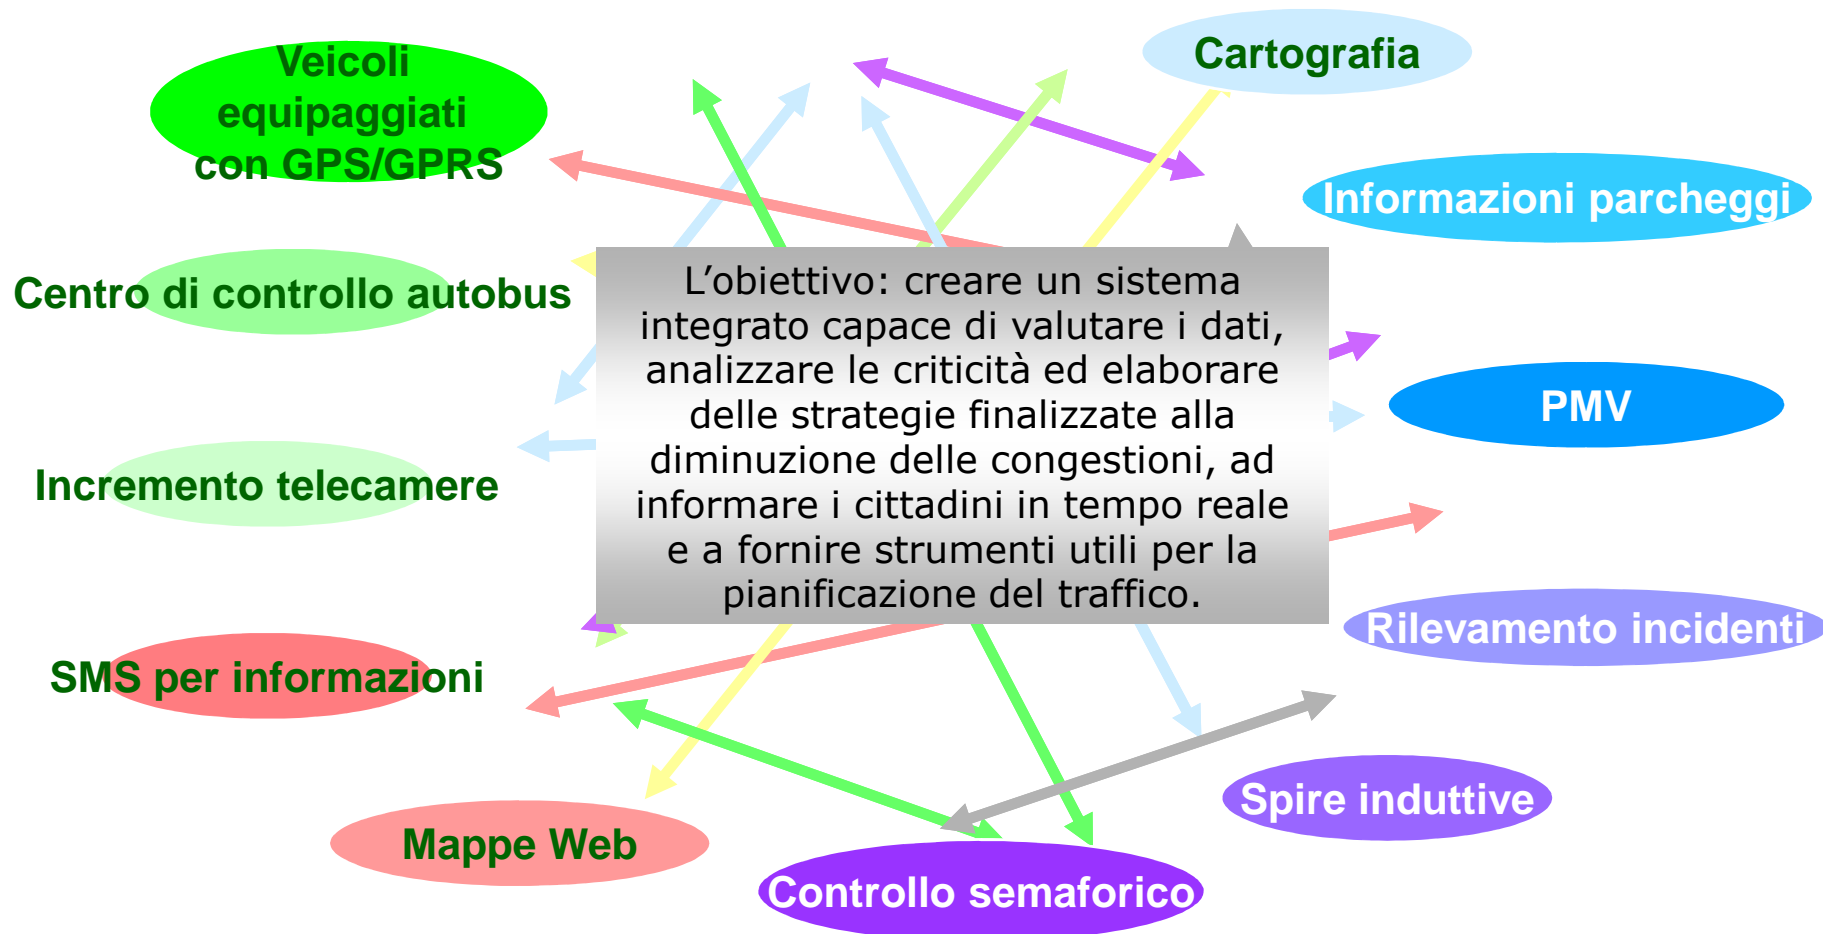 Veicoli
equipaggiati
con GPS/GPRS
Cartografia
Informazioni parcheggi
Centro di controllo autobus
L’obiettivo: creare un sistema
integrato capace di valutare i dati,
analizzare le criticità ed elaborare
delle strategie finalizzate alla
diminuzione delle congestioni, ad
informare i cittadini in tempo reale
e a fornire strumenti utili per la
pianificazione del traffico.
PMV
Incremento telecamere
Rilevamento incidenti
SMS per informazioni
Spire induttive
Mappe Web
Controllo semaforico